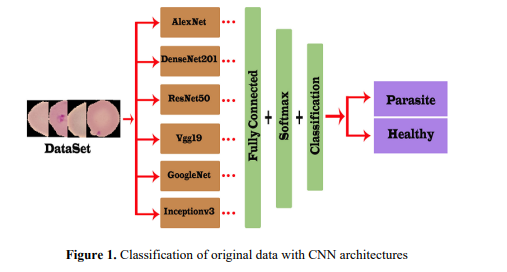 AlexNet
DenseNet201
ResNet50
Vgg19
GoogleNet
Inceptionv3
DataSet
Fully Connected
+
Softmax
+
Classification
Parasite
Healthy
Figure 1. Classification of original data with CNN architectures